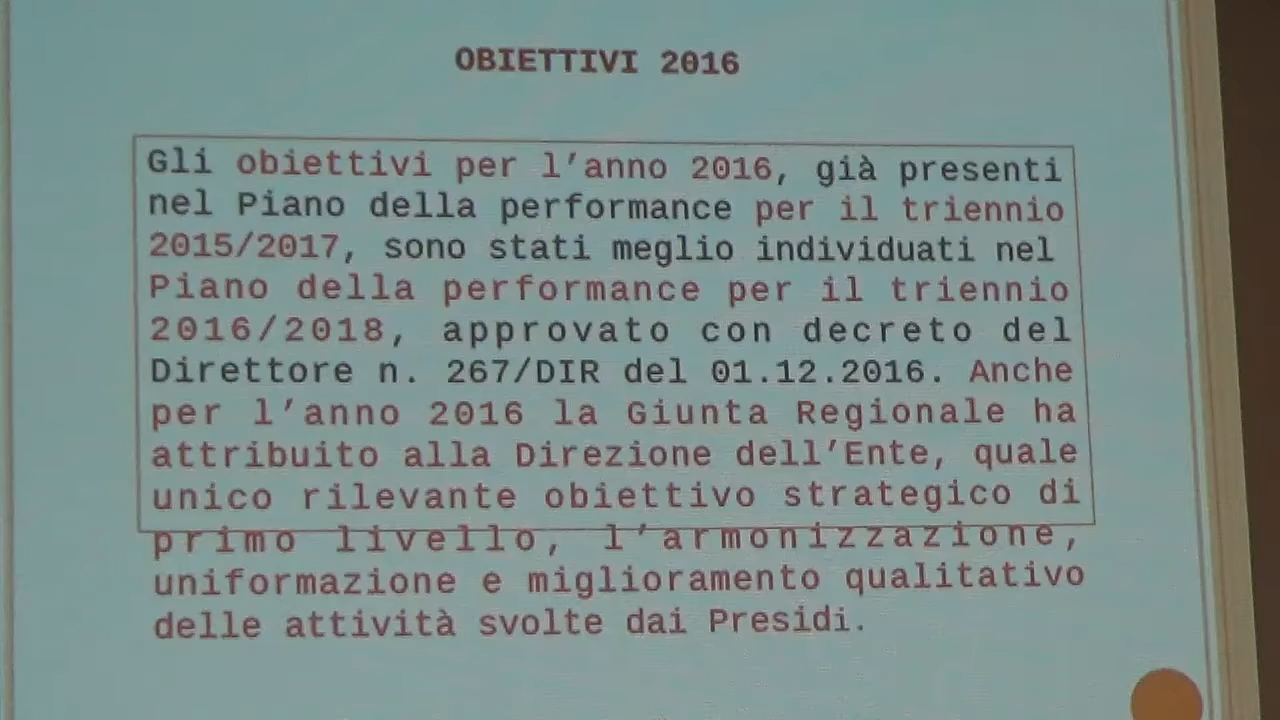 OBIETTIVI 2016
Gli obiettivi per l'anno 2016, già presenti
nel Piano della performance per il triennio
2015/2017, sono stati meglio individuati nel
Piano della performance per il triennio
2016/2018, approvato con decreto del
Direttore n. 267/DIR del 01.12.2016. Anche
per l'anno 2016 la Giunta Regionale ha
attribuito alla Direzione dell'Ente, quale
unico rilevante obiettivo strategico di
primo livello, l'armonizzazione,
uniformazione e miglioramento qualitativo
delle attività svolte dai Presidi.